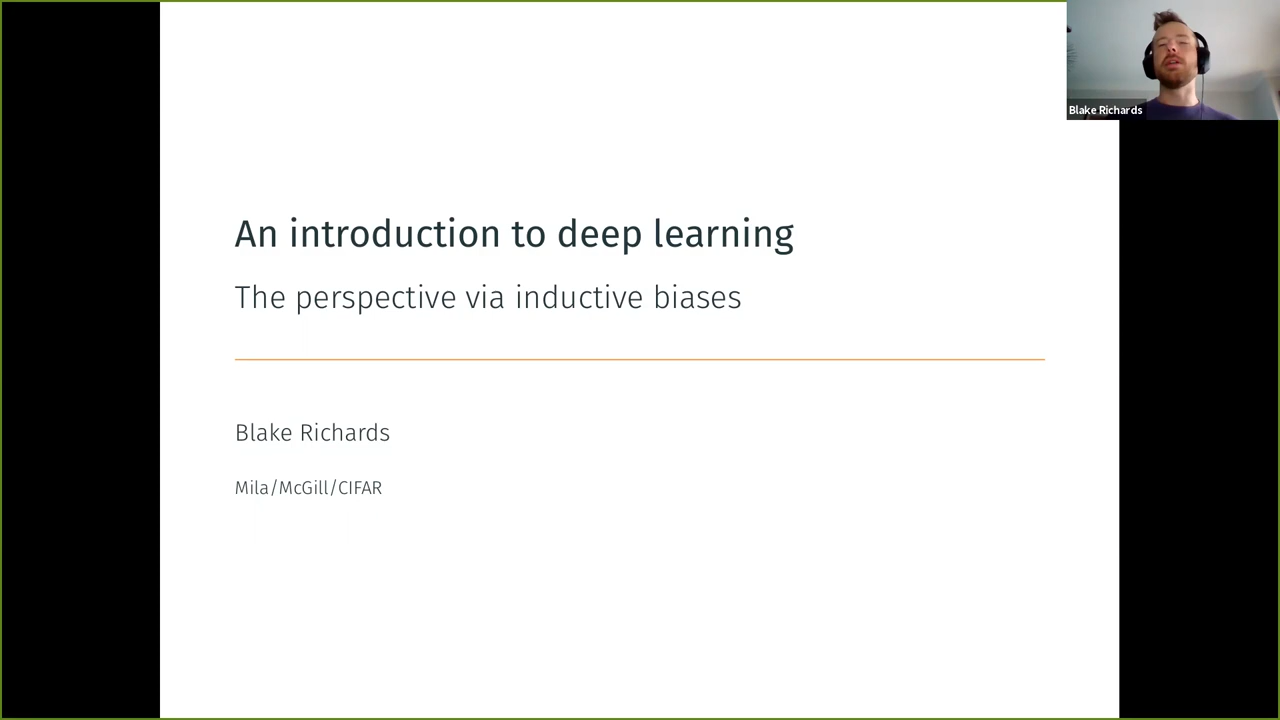 An introduction to deep learning
The perspective via inductive biases
Blake Richards
Mila/McGill/CIFAR
Blake Richards